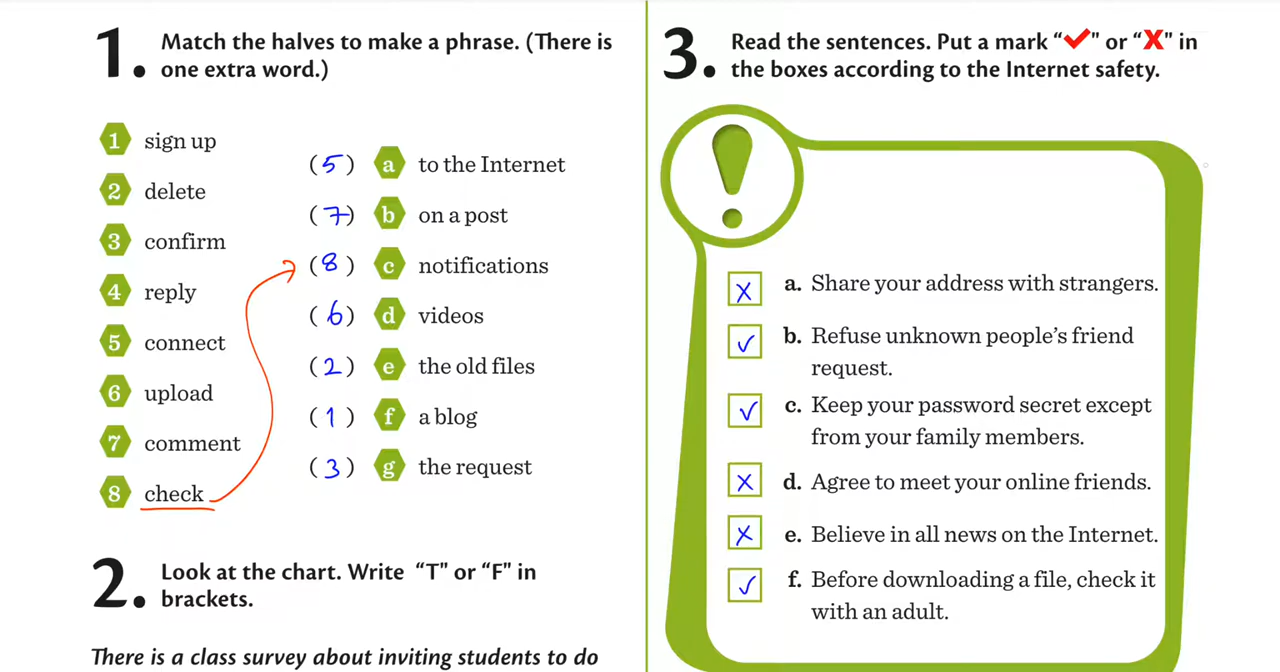 1. Match the halves to make a phrase. (There is
one extra word.)
1 sign up
2 delete
3 confirm
4 reply
5 connect
6 upload
7 comment
8 check
(5) a to the Internet
(7) b on a post
(8) c notifications
(6) d videos
(2) e the old files
(1) f a blog
(3) g the request
2. Look at the chart. Write “T" or “F" in
brackets.
There is a class survey about inviting students to do
3. Read the sentences. Put a mark “✓" or “X" in
the boxes according to the Internet safety.
!
X a. Share your address with strangers.
✓ b. Refuse unknown people's friend
request.
✓ c. Keep your password secret except
from your family members.
X d. Agree to meet your online friends.
X e. Believe in all news on the Internet.
✓ f. Before downloading a file, check it
with an adult.